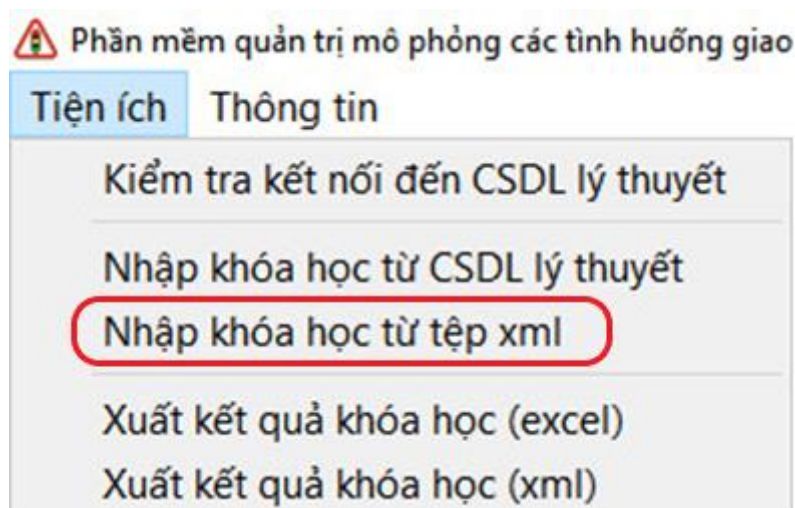 Phần mềm quản trị mô phỏng các tình huống giao
Tiện ích Thông tin
Kiểm tra kết nối đến CSDL lý thuyết
Nhập khóa học từ CSDL lý thuyết
Nhập khóa học từ tệp xml
Xuất kết quả khóa học (excel)
Xuất kết quả khóa học (xml)